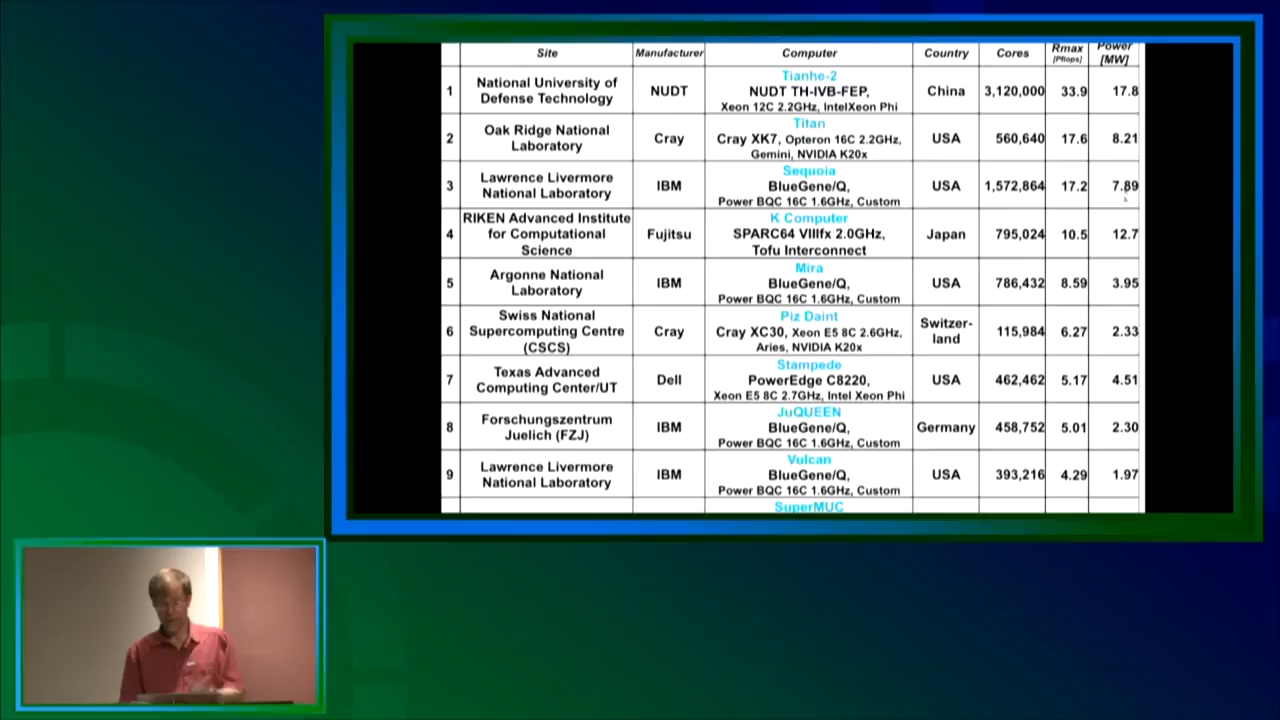 Site Manufacturer Computer Country Cores Rmax [Pflops] Power [MW]
1 National University of Defense Technology NUDT Tianhe-2 NUDT TH-IVB-FEP, Xeon 12C 2.2GHz, IntelXeon Phi China 3,120,000 33.9 17.8
2 Oak Ridge National Laboratory Cray Titan Cray XK7, Opteron 16C 2.2GHz, Gemini, NVIDIA K20x USA 560,640 17.6 8.21
3 Lawrence Livermore National Laboratory IBM Sequoia BlueGene/Q, Power BQC 16C 1.6GHz, Custom USA 1,572,864 17.2 7.89
4 RIKEN Advanced Institute for Computational Science Fujitsu K Computer SPARC64 VIIIfx 2.0GHz, Tofu Interconnect Japan 795,024 10.5 12.7
5 Argonne National Laboratory IBM Mira BlueGene/Q, Power BQC 16C 1.6GHz, Custom USA 786,432 8.59 3.95
6 Swiss National Supercomputing Centre (CSCS) Cray Piz Daint Cray XC30, Xeon E5 8C 2.6GHz, Aries, NVIDIA K20x Switzer-land 115,984 6.27 2.33
7 Texas Advanced Computing Center/UT Dell Stampede PowerEdge C8220, Xeon E5 8C 2.7GHz, Intel Xeon Phi USA 462,462 5.17 4.51
8 Forschungszentrum Juelich (FZJ) IBM JuQUEEN BlueGene/Q, Power BQC 16C 1.6GHz, Custom Germany 458,752 5.01 2.30
9 Lawrence Livermore National Laboratory IBM Vulcan BlueGene/Q, Power BQC 16C 1.6GHz, Custom USA 393,216 4.29 1.97
SuperMUC